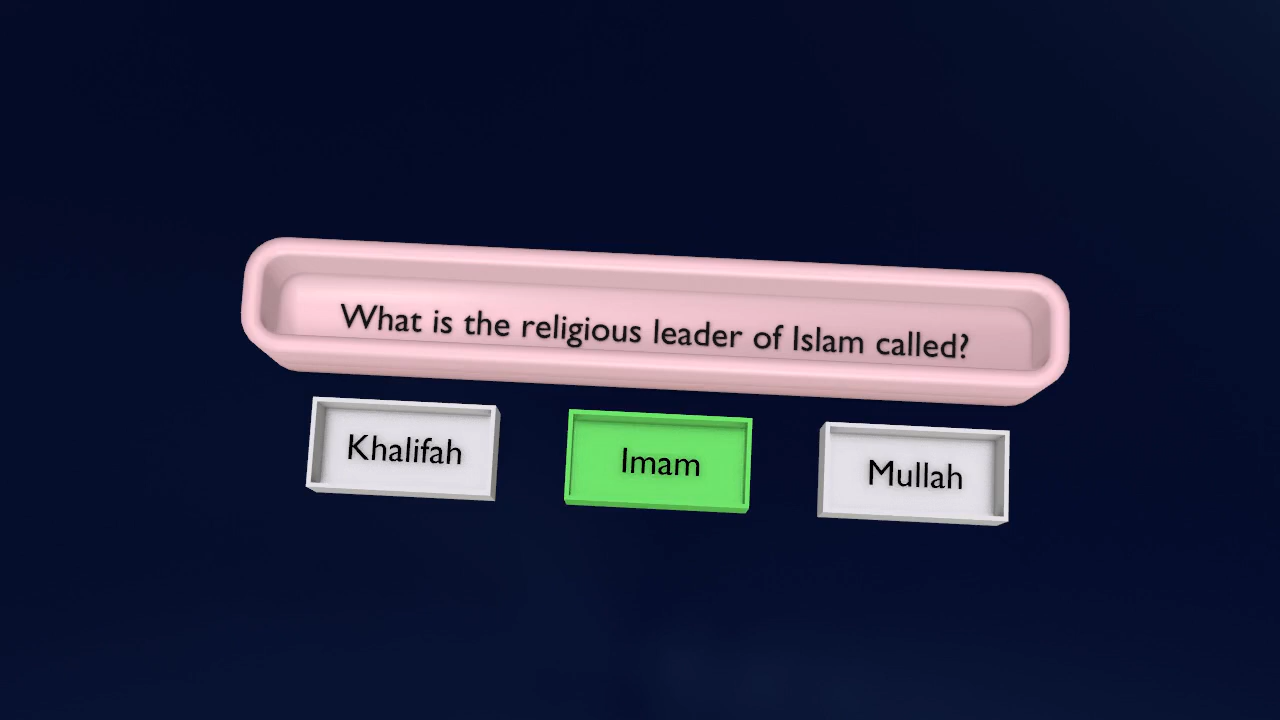 What is the religious leader of Islam called?
Khalifah
Imam
Mullah